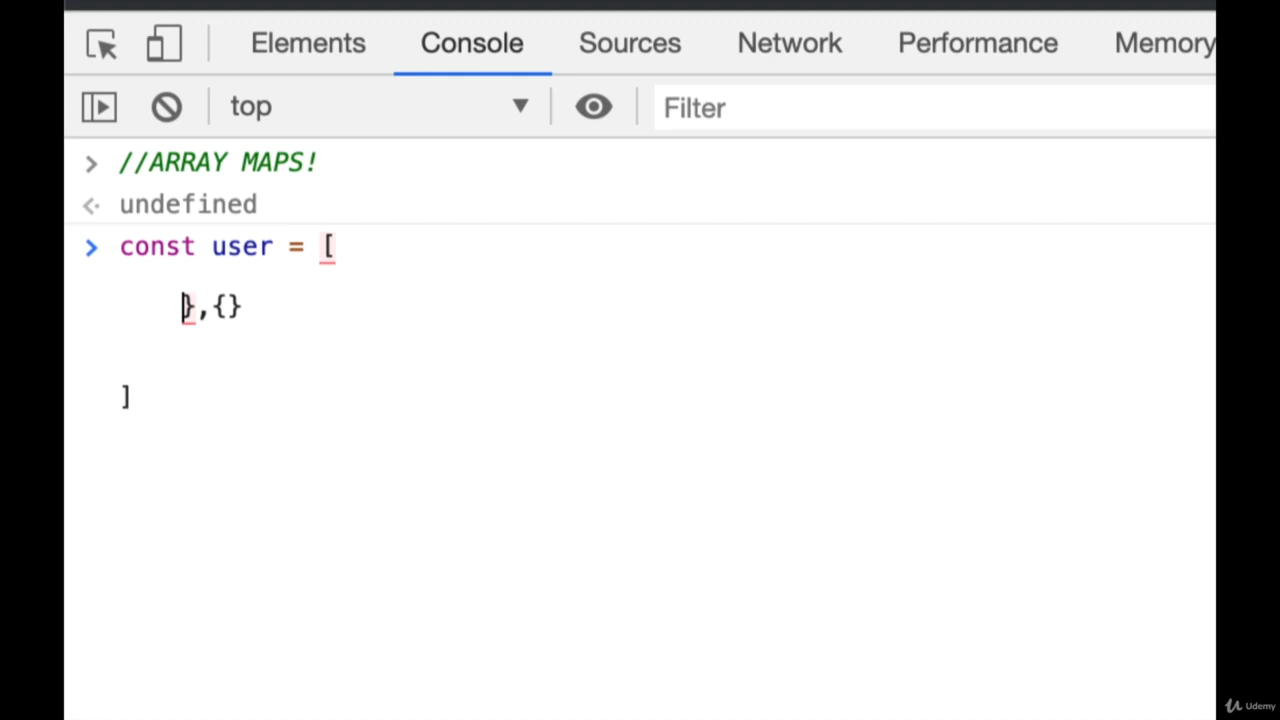 Elements Console Sources Network Performance Memory
top Filter
> //ARRAY MAPS!
<· undefined
> const user = [
},{}
]
Udemy